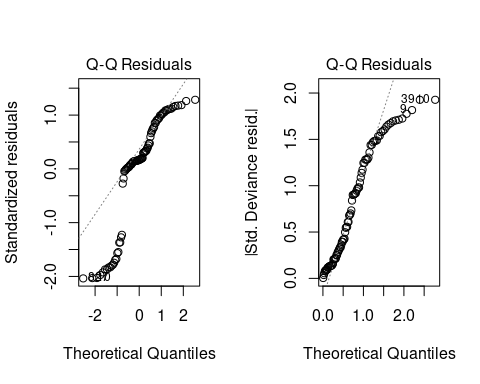 Q-Q Residuals
Standardized residuals
1.0
0.0
-1.0
-2.0
-2
0
1
2
Theoretical Quantiles
Q-Q Residuals
|Std. Deviance resid.|
2.0
1.5
1.0
0.5
0.0
9
0.0
1.0
2.0
Theoretical Quantiles